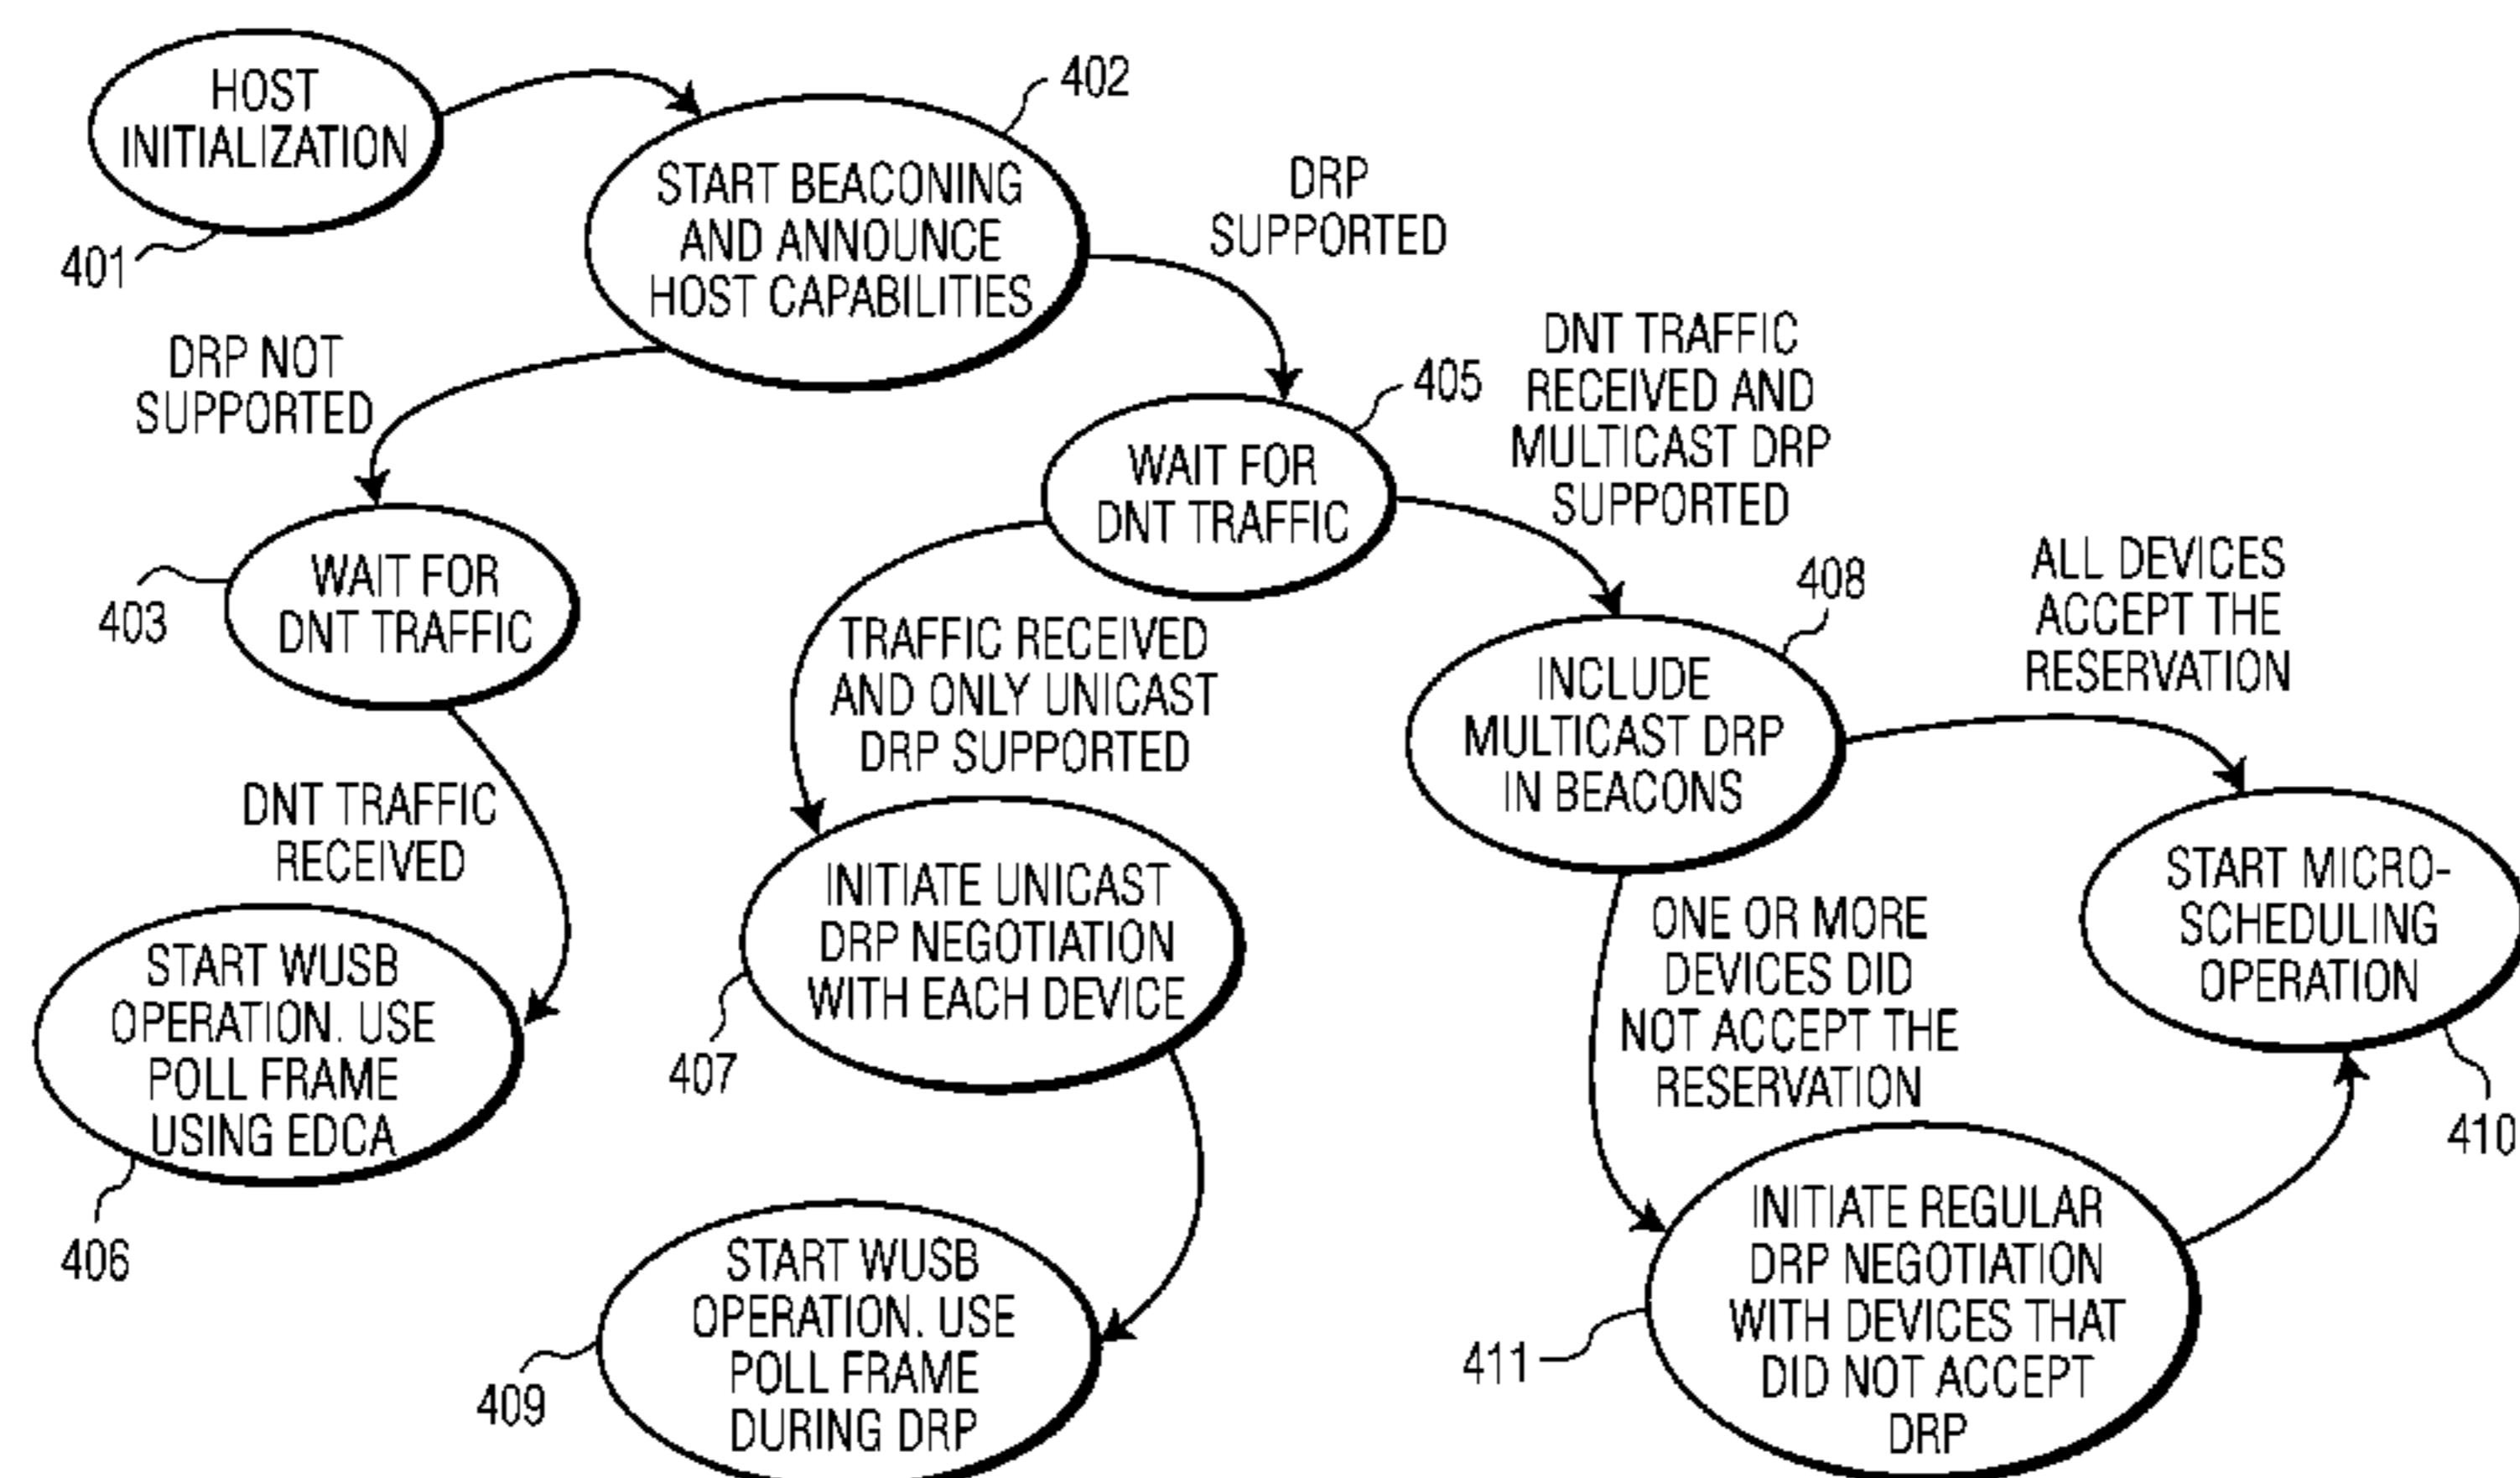 HOST
INITIALIZATION
401
402
START BEACONING
AND ANNOUNCE
HOST CAPABILITIES
DRP
SUPPORTED
DRP NOT
SUPPORTED
403
WAIT FOR
DNT TRAFFIC
405
WAIT FOR
DNT TRAFFIC
DNT TRAFFIC
RECEIVED AND
MULTICAST DRP
SUPPORTED
DNT TRAFFIC
RECEIVED
START WUSB
OPERATION. USE
POLL FRAME
USING EDCA
406
TRAFFIC RECEIVED
AND ONLY UNICAST
DRP SUPPORTED
INITIATE UNICAST
DRP NEGOTIATION
WITH EACH DEVICE
407
START WUSB
OPERATION. USE
POLL FRAME
DURING DRP
409
408
INCLUDE
MULTICAST DRP
IN BEACONS
ALL DEVICES
ACCEPT THE
RESERVATION
ONE OR MORE
DEVICES DID
NOT ACCEPT THE
RESERVATION
START MICRO-
SCHEDULING
OPERATION
410
INITIATE REGULAR
DRP NEGOTIATION
WITH DEVICES THAT
DID NOT ACCEPT
DRP
411